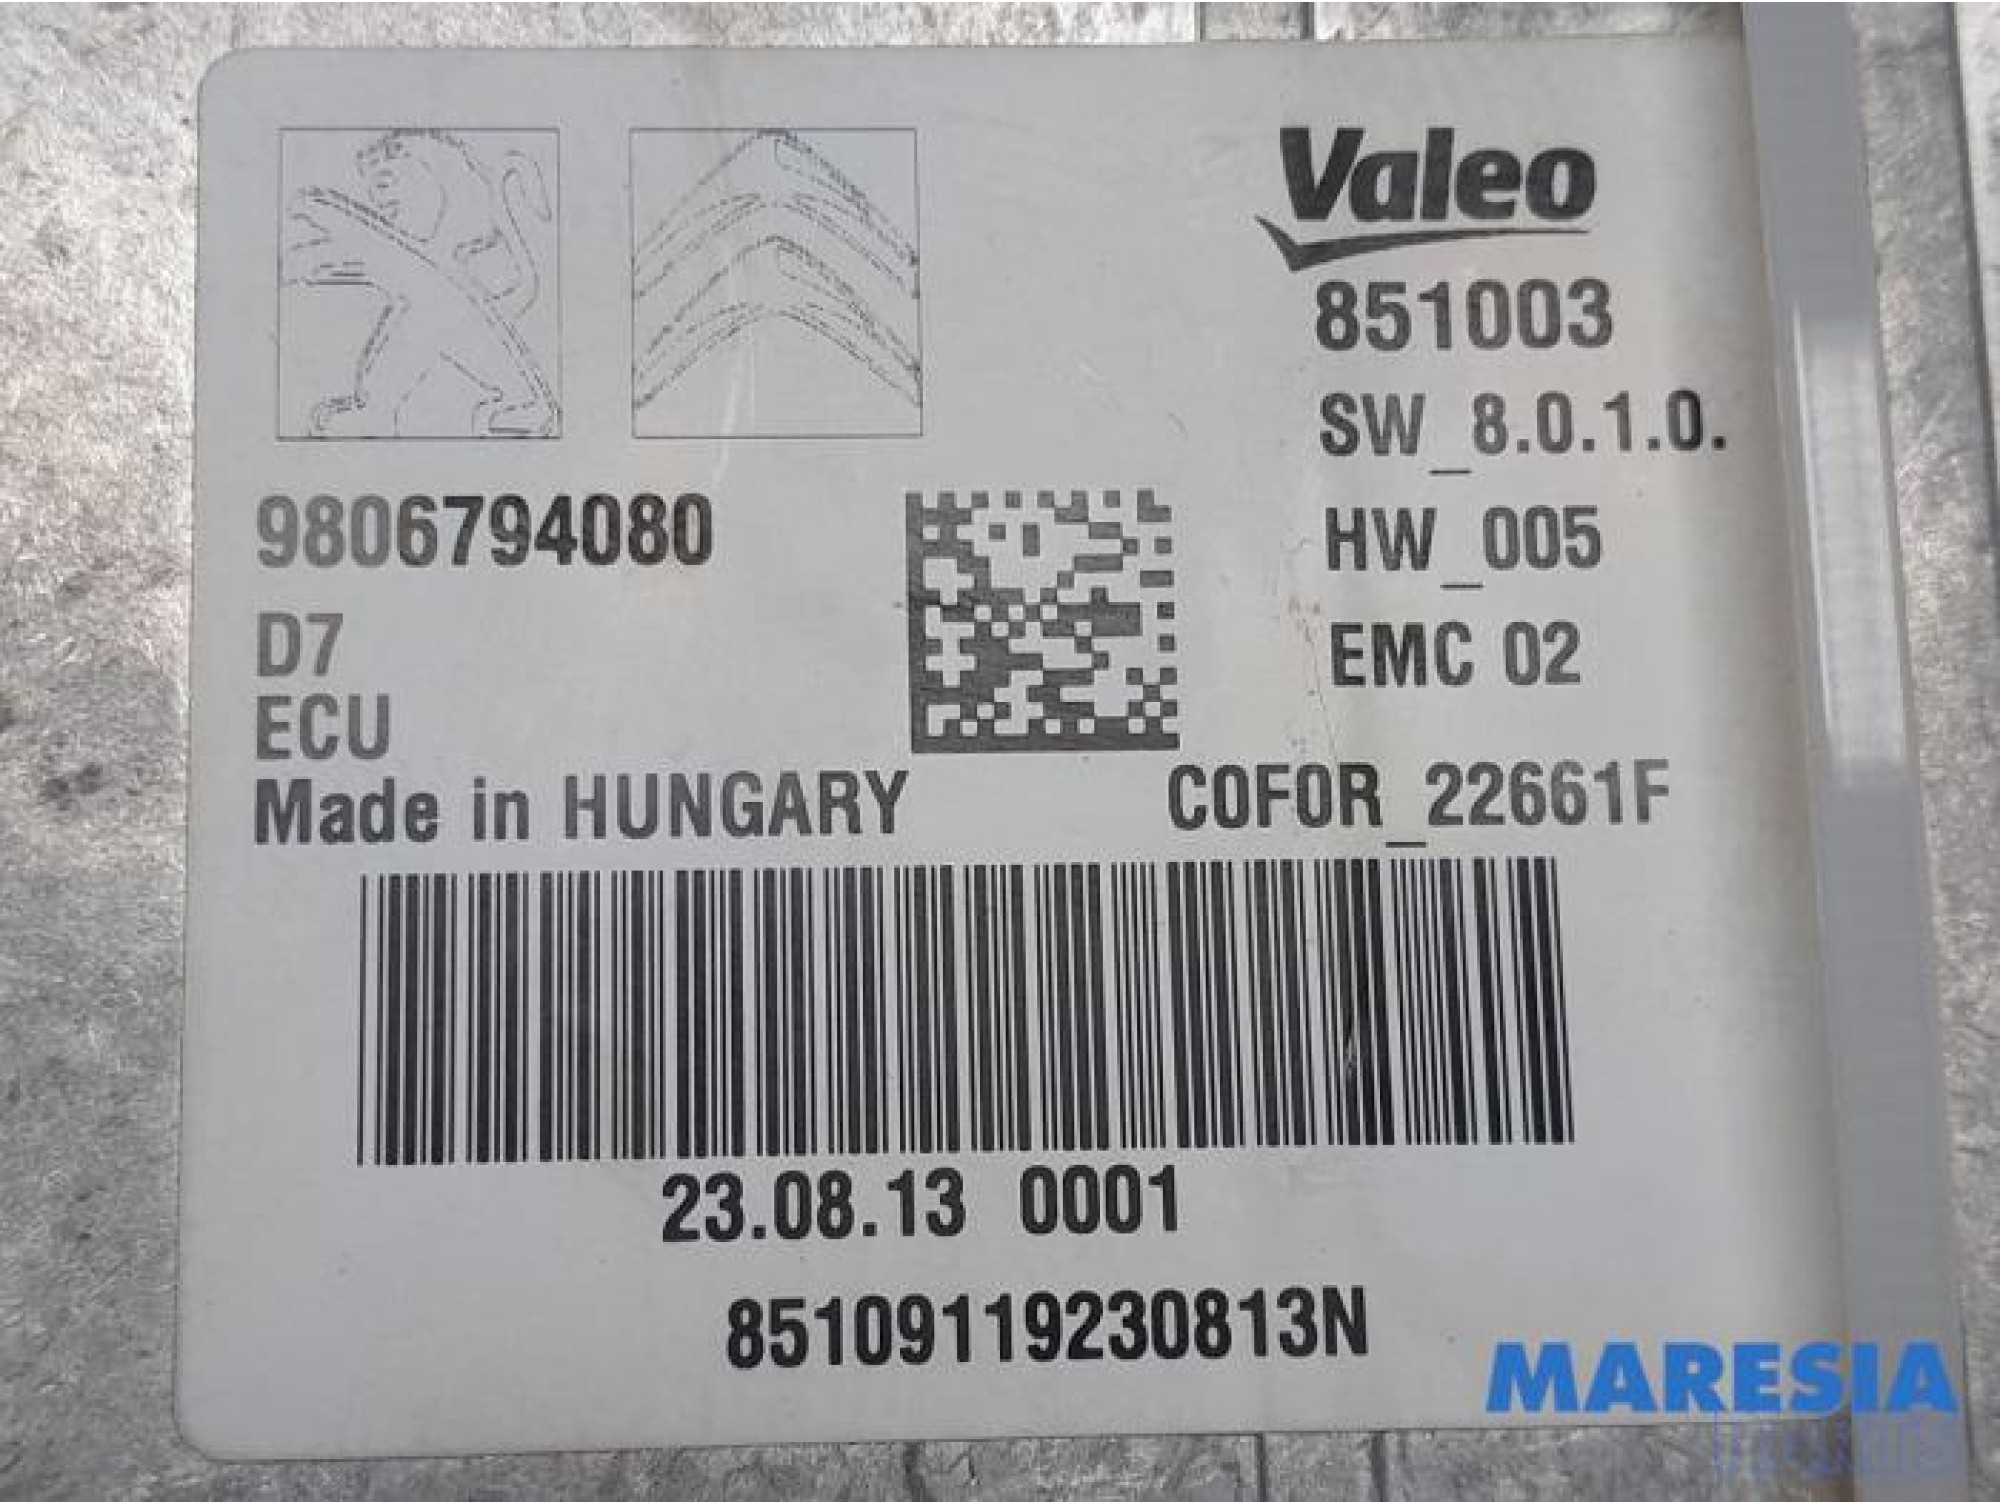 Valeo
851003
SW_8.0.1.0.
9806794080
HW_005
D7
EMC 02
ECU
Made in HUNGARY
C0F0R_22661F
23.08.13 0001
85109119230813N
MARESIA